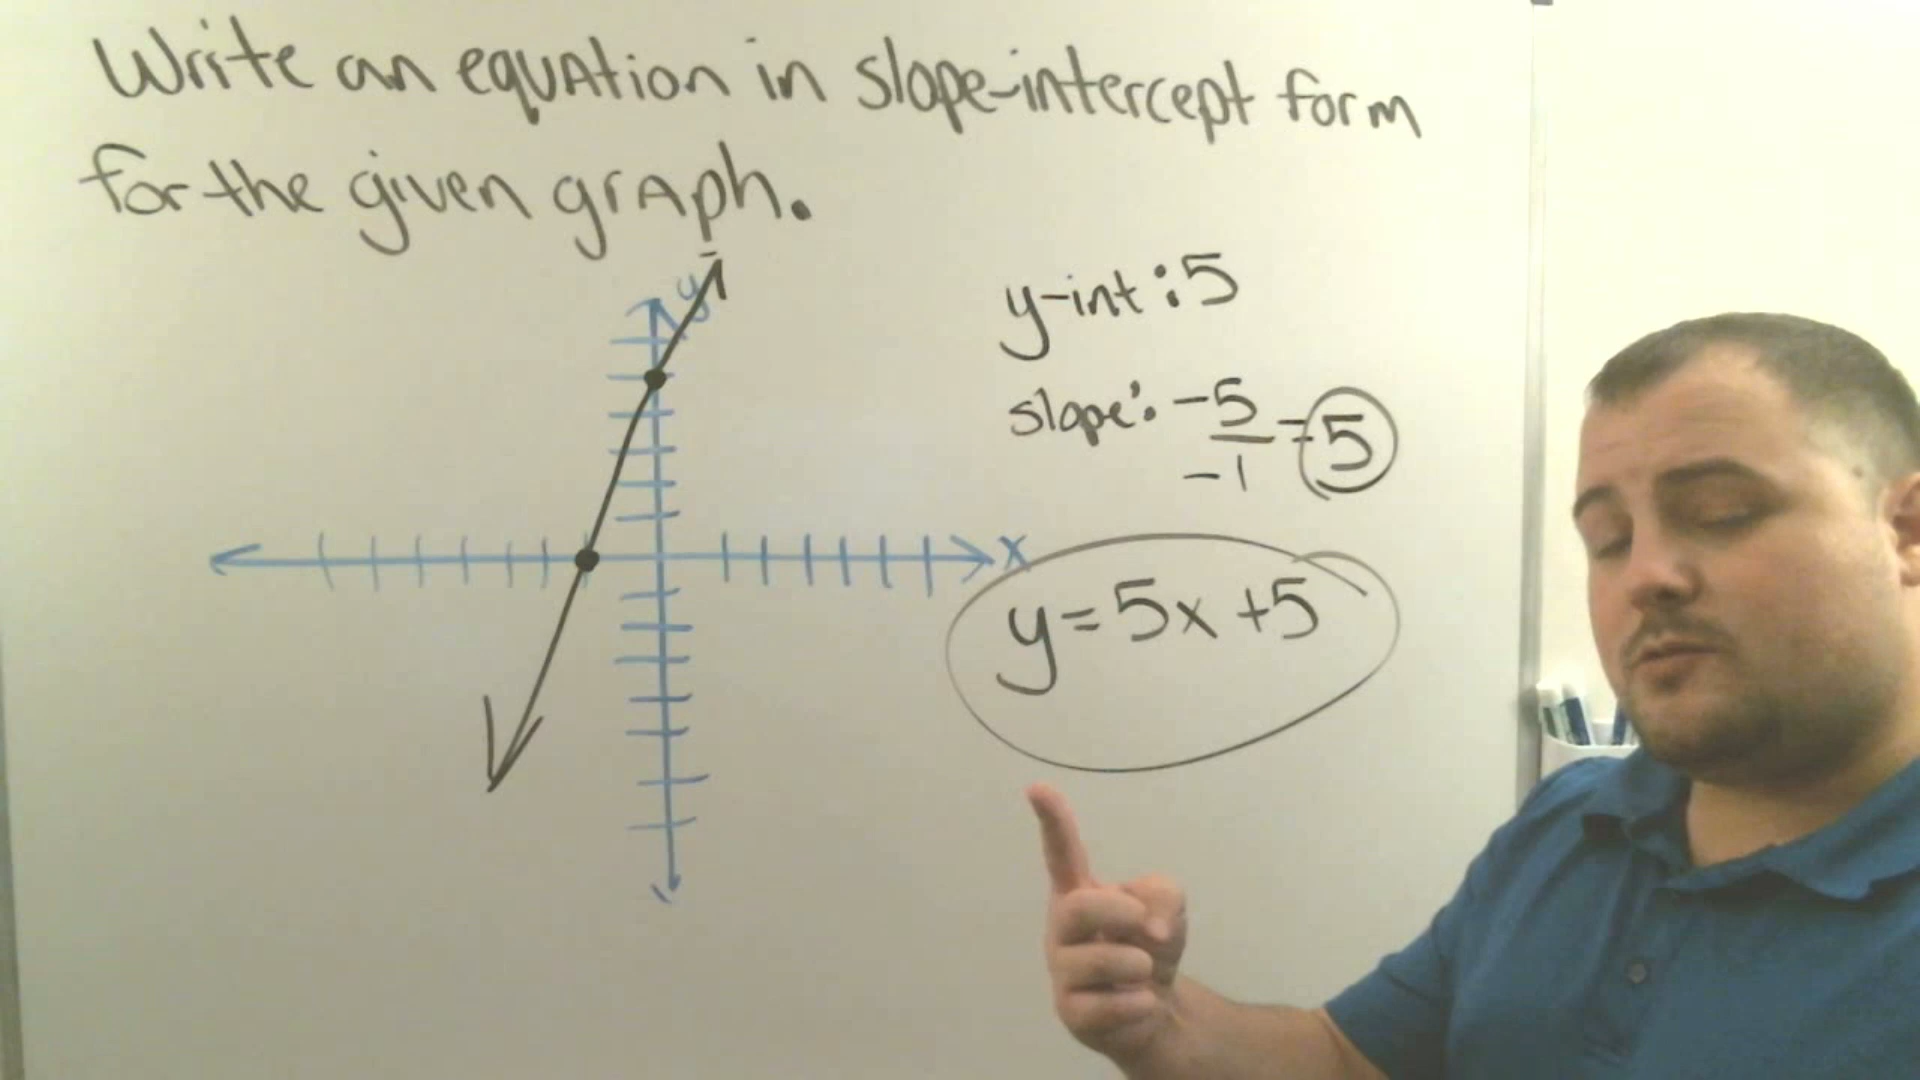 Write an equation in slope-intercept form
for the given graph.
y
y-int: 5
slope: -5/-1 = 5
x
y=5x+5